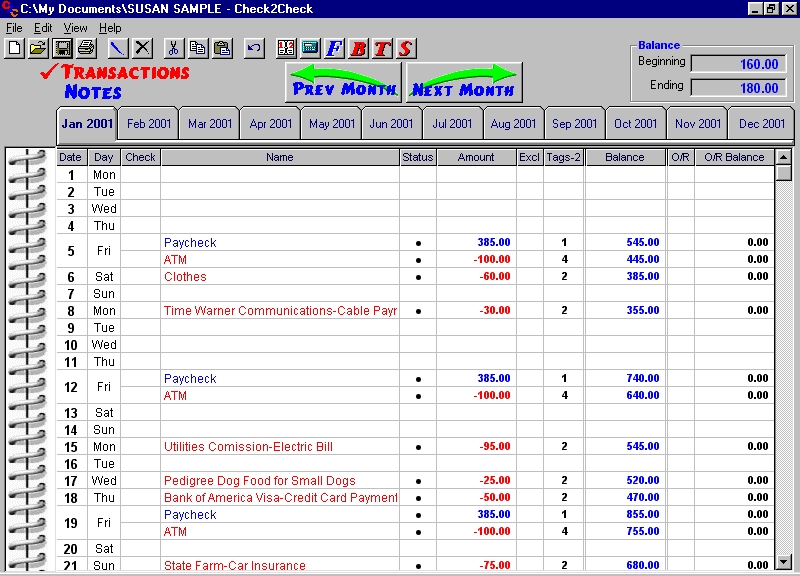 C:\My Documents\SUSAN SAMPLE - Check2Check
File Edit View Help
F B T S
Transactions
Notes
Prev Month
Next Month
Balance
Beginning 160.00
Ending 180.00
Jan 2001 Feb 2001 Mar 2001 Apr 2001 May 2001 Jun 2001 Jul 2001 Aug 2001 Sep 2001 Oct 2001 Nov 2001 Dec 2001
Date Day Check Name Status Amount Excl Tags-2 Balance O/R O/R Balance
1 Mon
2 Tue
3 Wed
4 Thu
5 Fri Paycheck • 385.00 1 545.00 0.00
ATM • -100.00 4 445.00 0.00
6 Sat Clothes • -60.00 2 385.00 0.00
7 Sun
8 Mon Time Warner Communications-Cable Payr • -30.00 2 355.00 0.00
9 Tue
10 Wed
11 Thu
12 Fri Paycheck • 385.00 1 740.00 0.00
ATM • -100.00 4 640.00 0.00
13 Sat
14 Sun
15 Mon Utilities Comission-Electric Bill • -95.00 2 545.00 0.00
16 Tue
17 Wed Pedigree Dog Food for Small Dogs • -25.00 2 520.00 0.00
18 Thu Bank of America Visa-Credit Card Payment • -50.00 2 470.00 0.00
19 Fri Paycheck • 385.00 1 855.00 0.00
ATM • -100.00 4 755.00 0.00
20 Sat
21 Sun State Farm-Car Insurance • -75.00 2 680.00 0.00